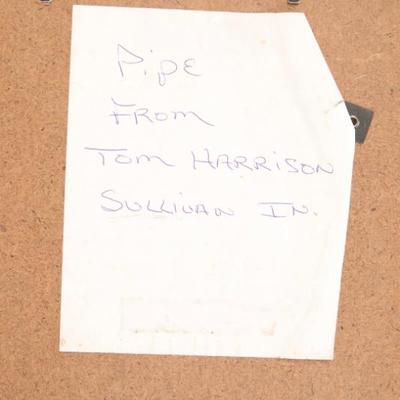 Pipe
FROM
TOM HARRISON
SULLIVAN IN.